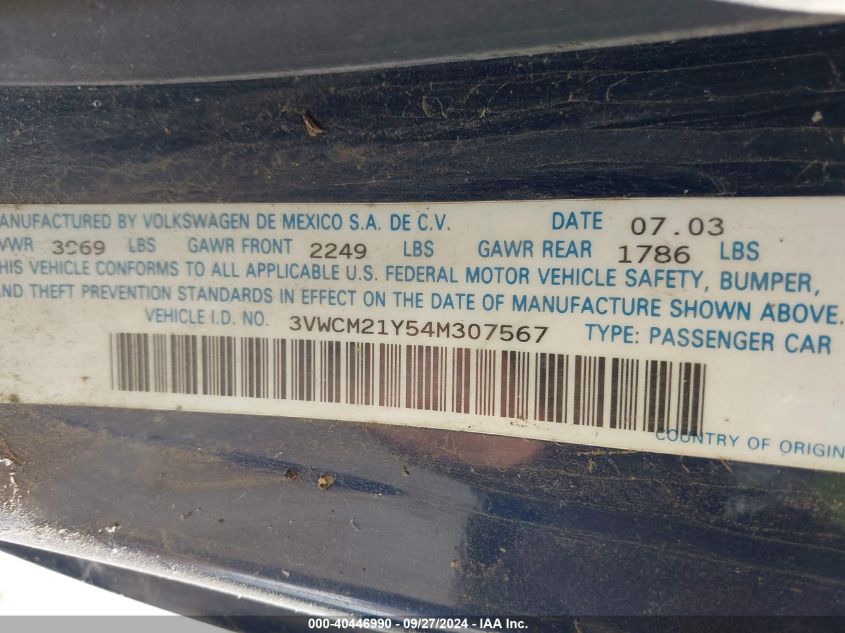 ANUFACTURED BY VOLKSWAGEN DE MEXICO S.A. DE C.V. DATE 07.03
VWR 3969 LBS GAWR FRONT 2249 LBS GAWR REAR 1786 LBS
HIS VEHICLE CONFORMS TO ALL APPLICABLE U.S. FEDERAL MOTOR VEHICLE SAFETY, BUMPER,
AND THEFT PREVENTION STANDARDS IN EFFECT ON THE DATE OF MANUFACTURE SHOWN ABOVE.
VEHICLE I.D. NO. 3VWCM21Y54M307567 TYPE: PASSENGER CAR
COUNTRY OF ORIGIN
000-40446990 - 09/27/2024 - IAA Inc.